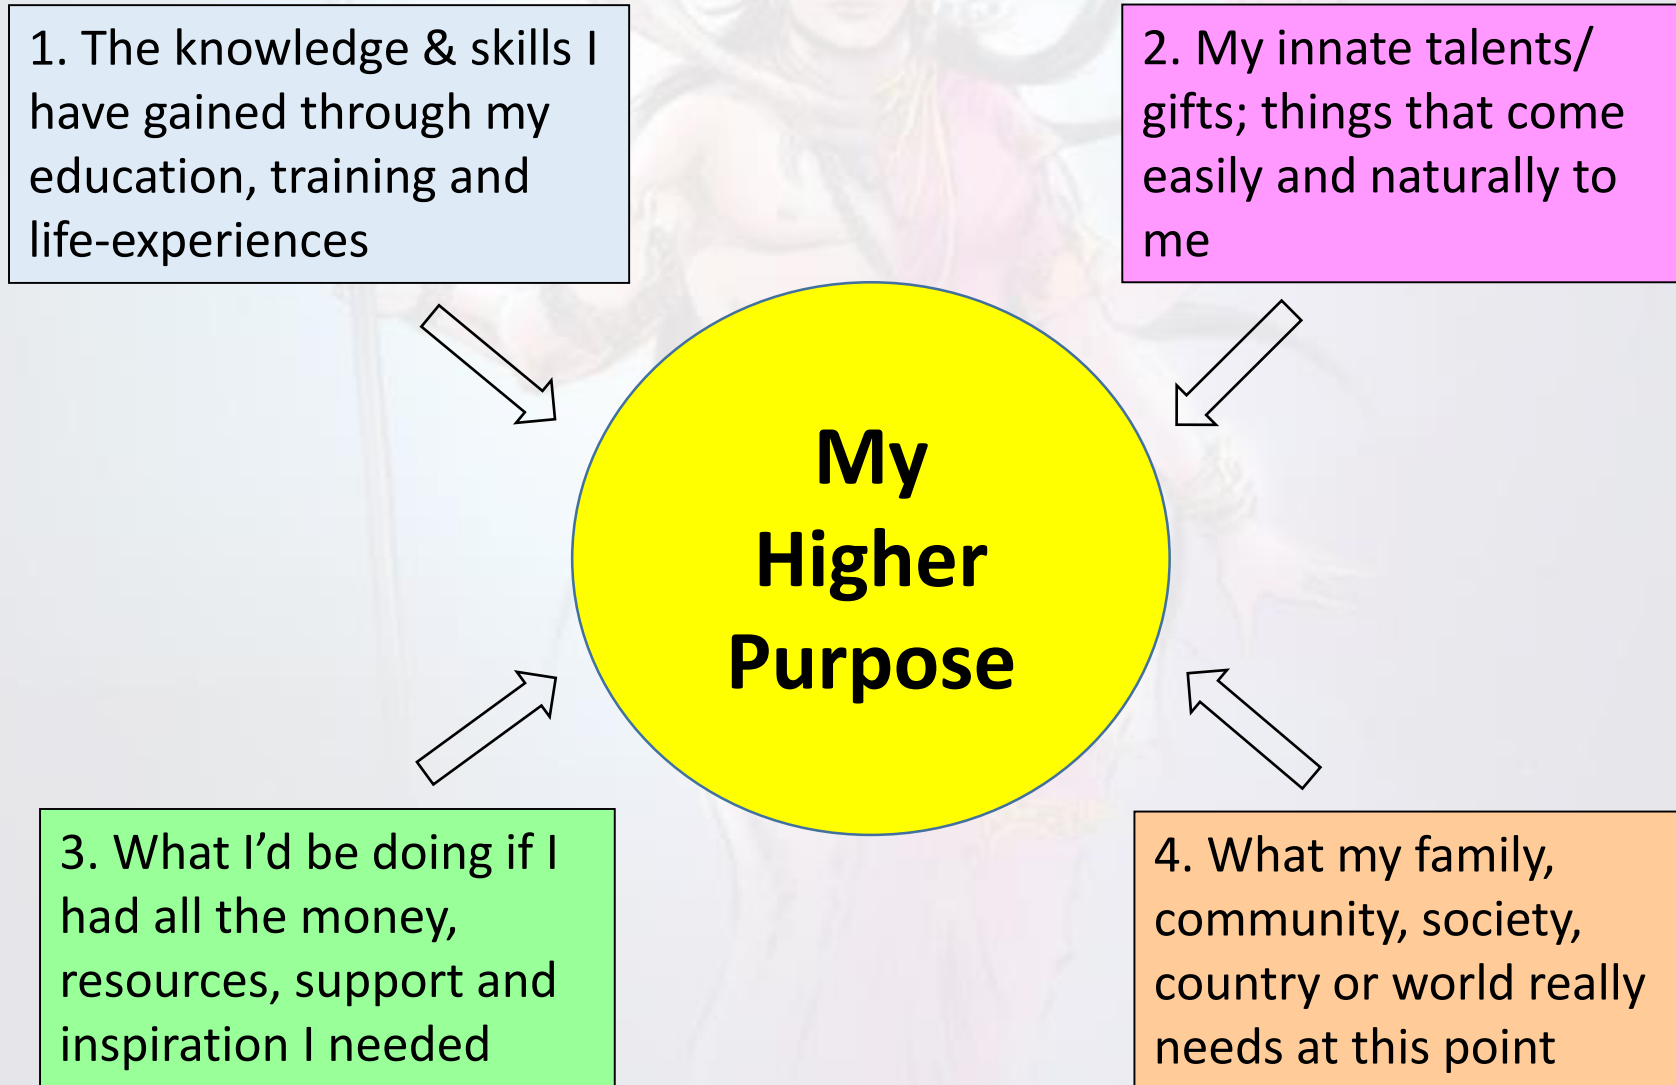 1. The knowledge & skills I
have gained through my
education, training and
life-experiences
2. My innate talents/
gifts; things that come
easily and naturally to
me
My
Higher
Purpose
3. What I’d be doing if I
had all the money,
resources, support and
inspiration I needed
4. What my family,
community, society,
country or world really
needs at this point